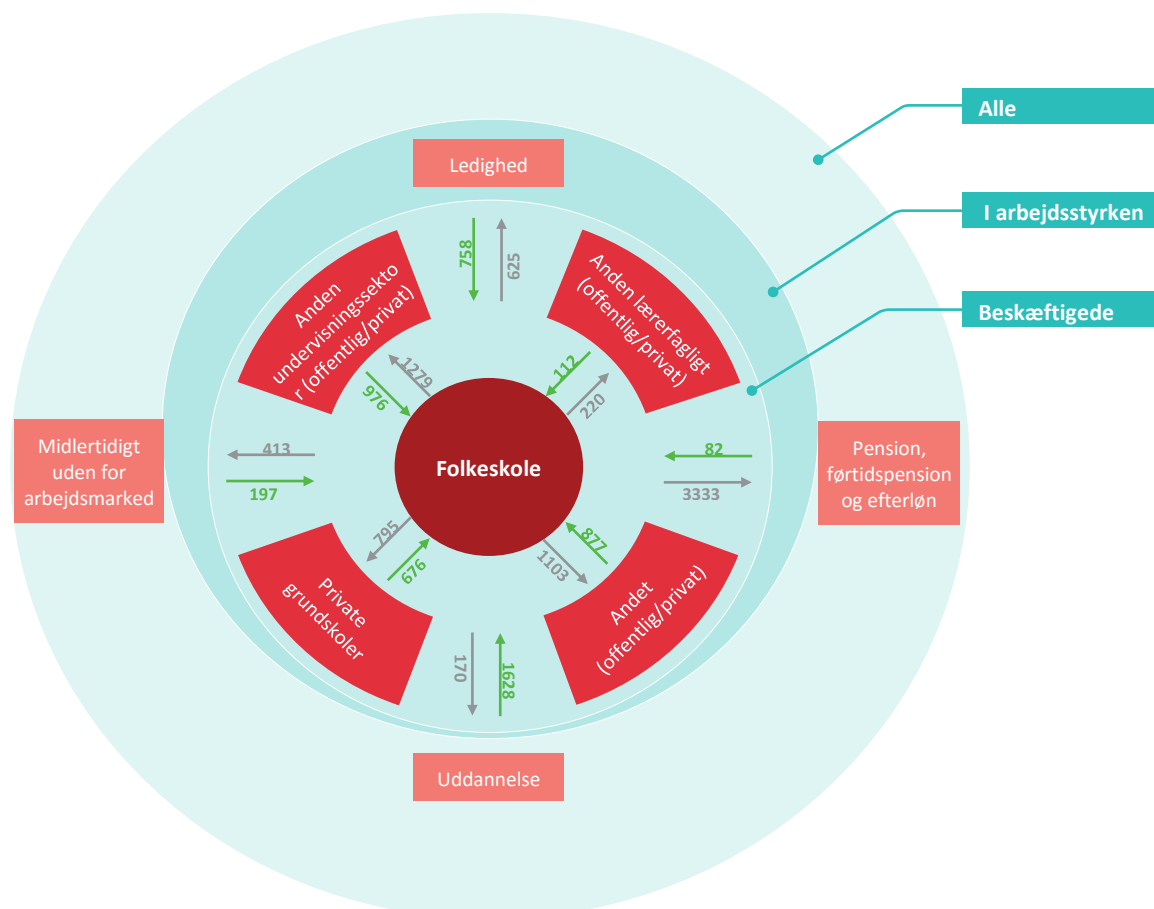 Alle
I arbejdsstyrken
Beskæftigede
Ledighed
758
625
Anden
undervisningssekto
r (offentlig/privat)
Anden lærerfagligt
(offentlig/privat)
1279
976
112
220
Midlertidigt
uden for
arbejdsmarked
413
197
Folkeskole
82
3333
Pension,
førtidspension
og efterløn
795
676
877
1103
Private
grundskoler
Andet
(offentlig/privat)
170
1628
Uddannelse